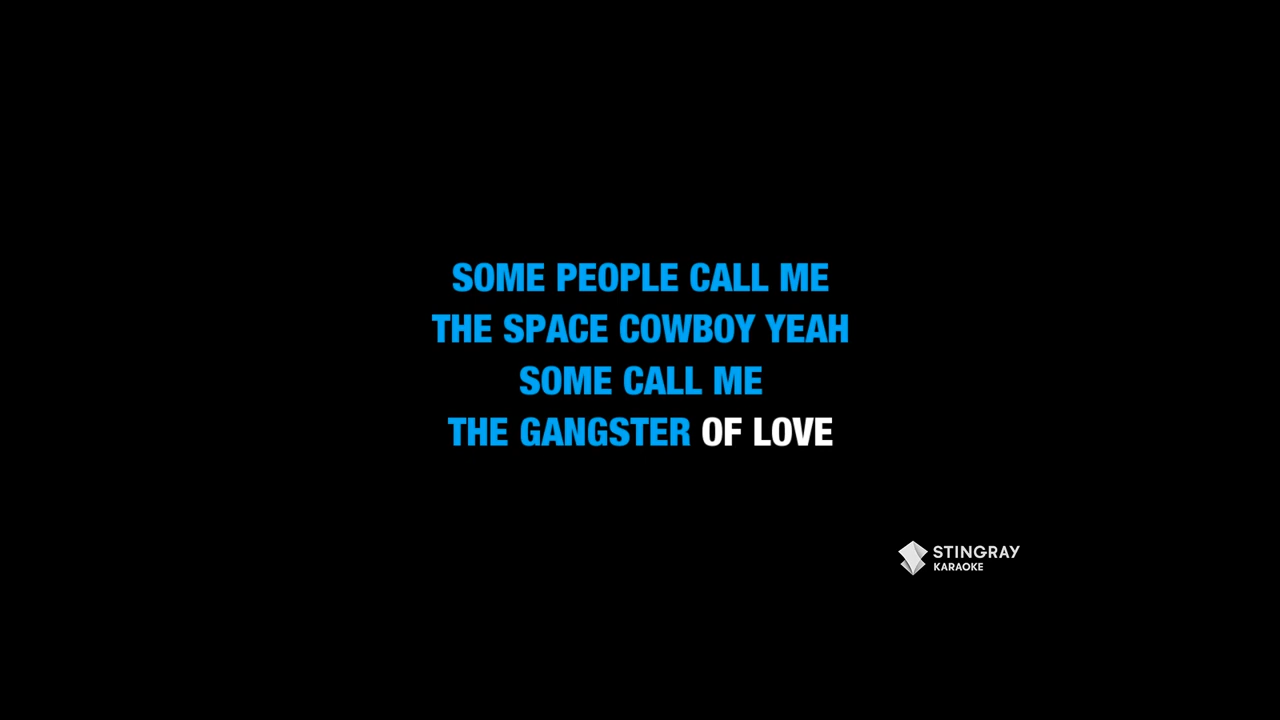 SOME PEOPLE CALL ME
THE SPACE COWBOY YEAH
SOME CALL ME
THE GANGSTER OF LOVE
STINGRAY
KARAOKE